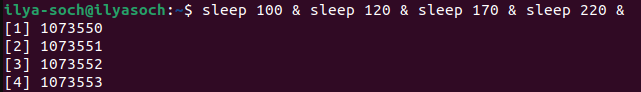 ilya-soch@ilyasoch:~$ sleep 100 & sleep 120 & sleep 170 & sleep 220 &
[1] 1073550
[2] 1073551
[3] 1073552
[4] 1073553